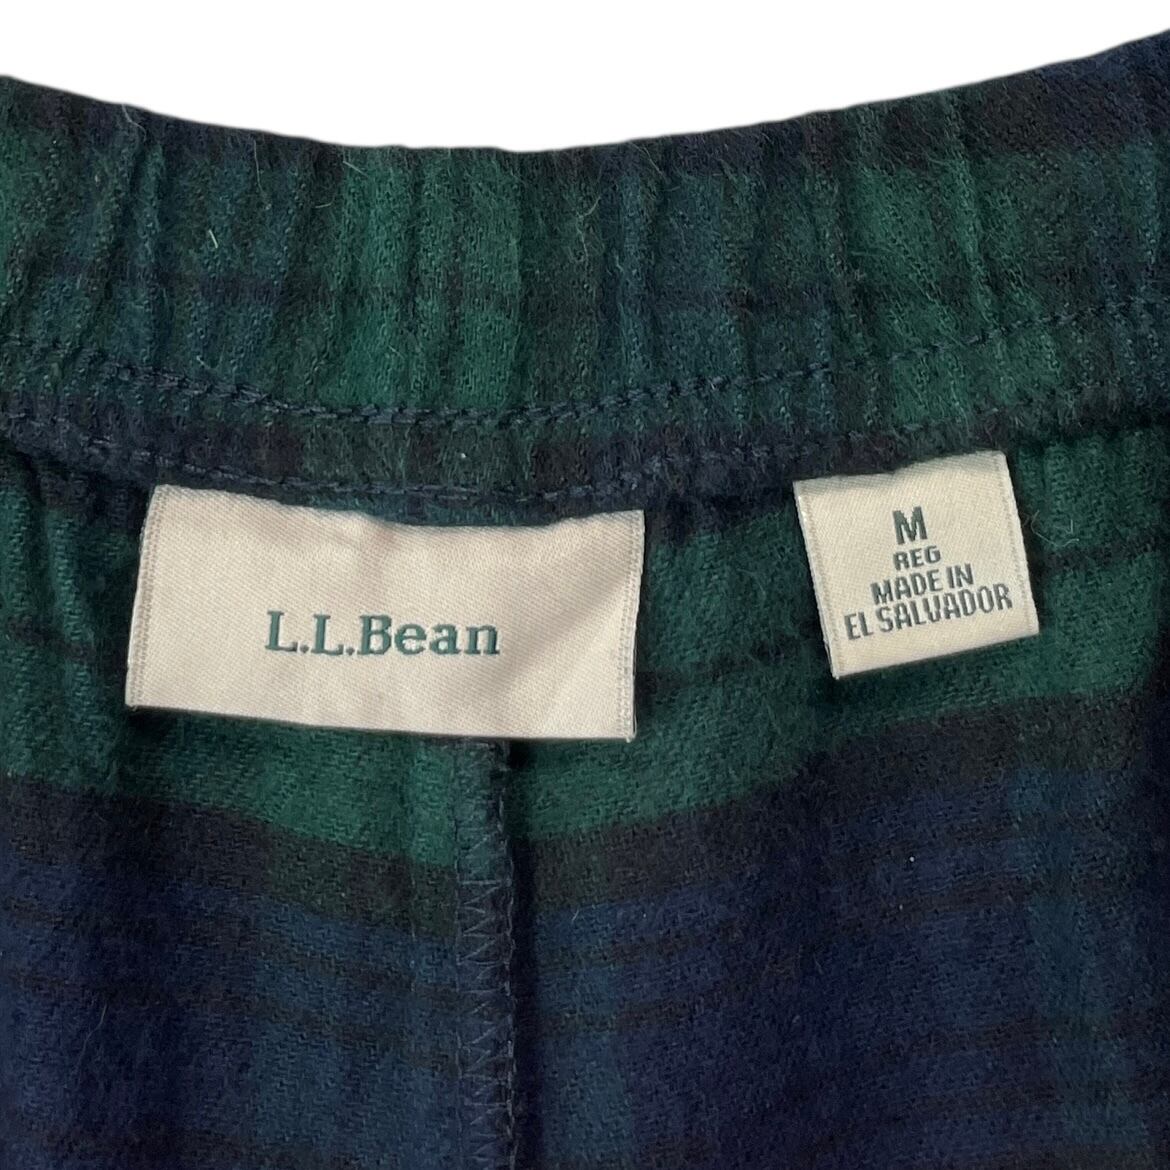 L.L.Bean
M
REG
MADE IN
EL SALVADOR